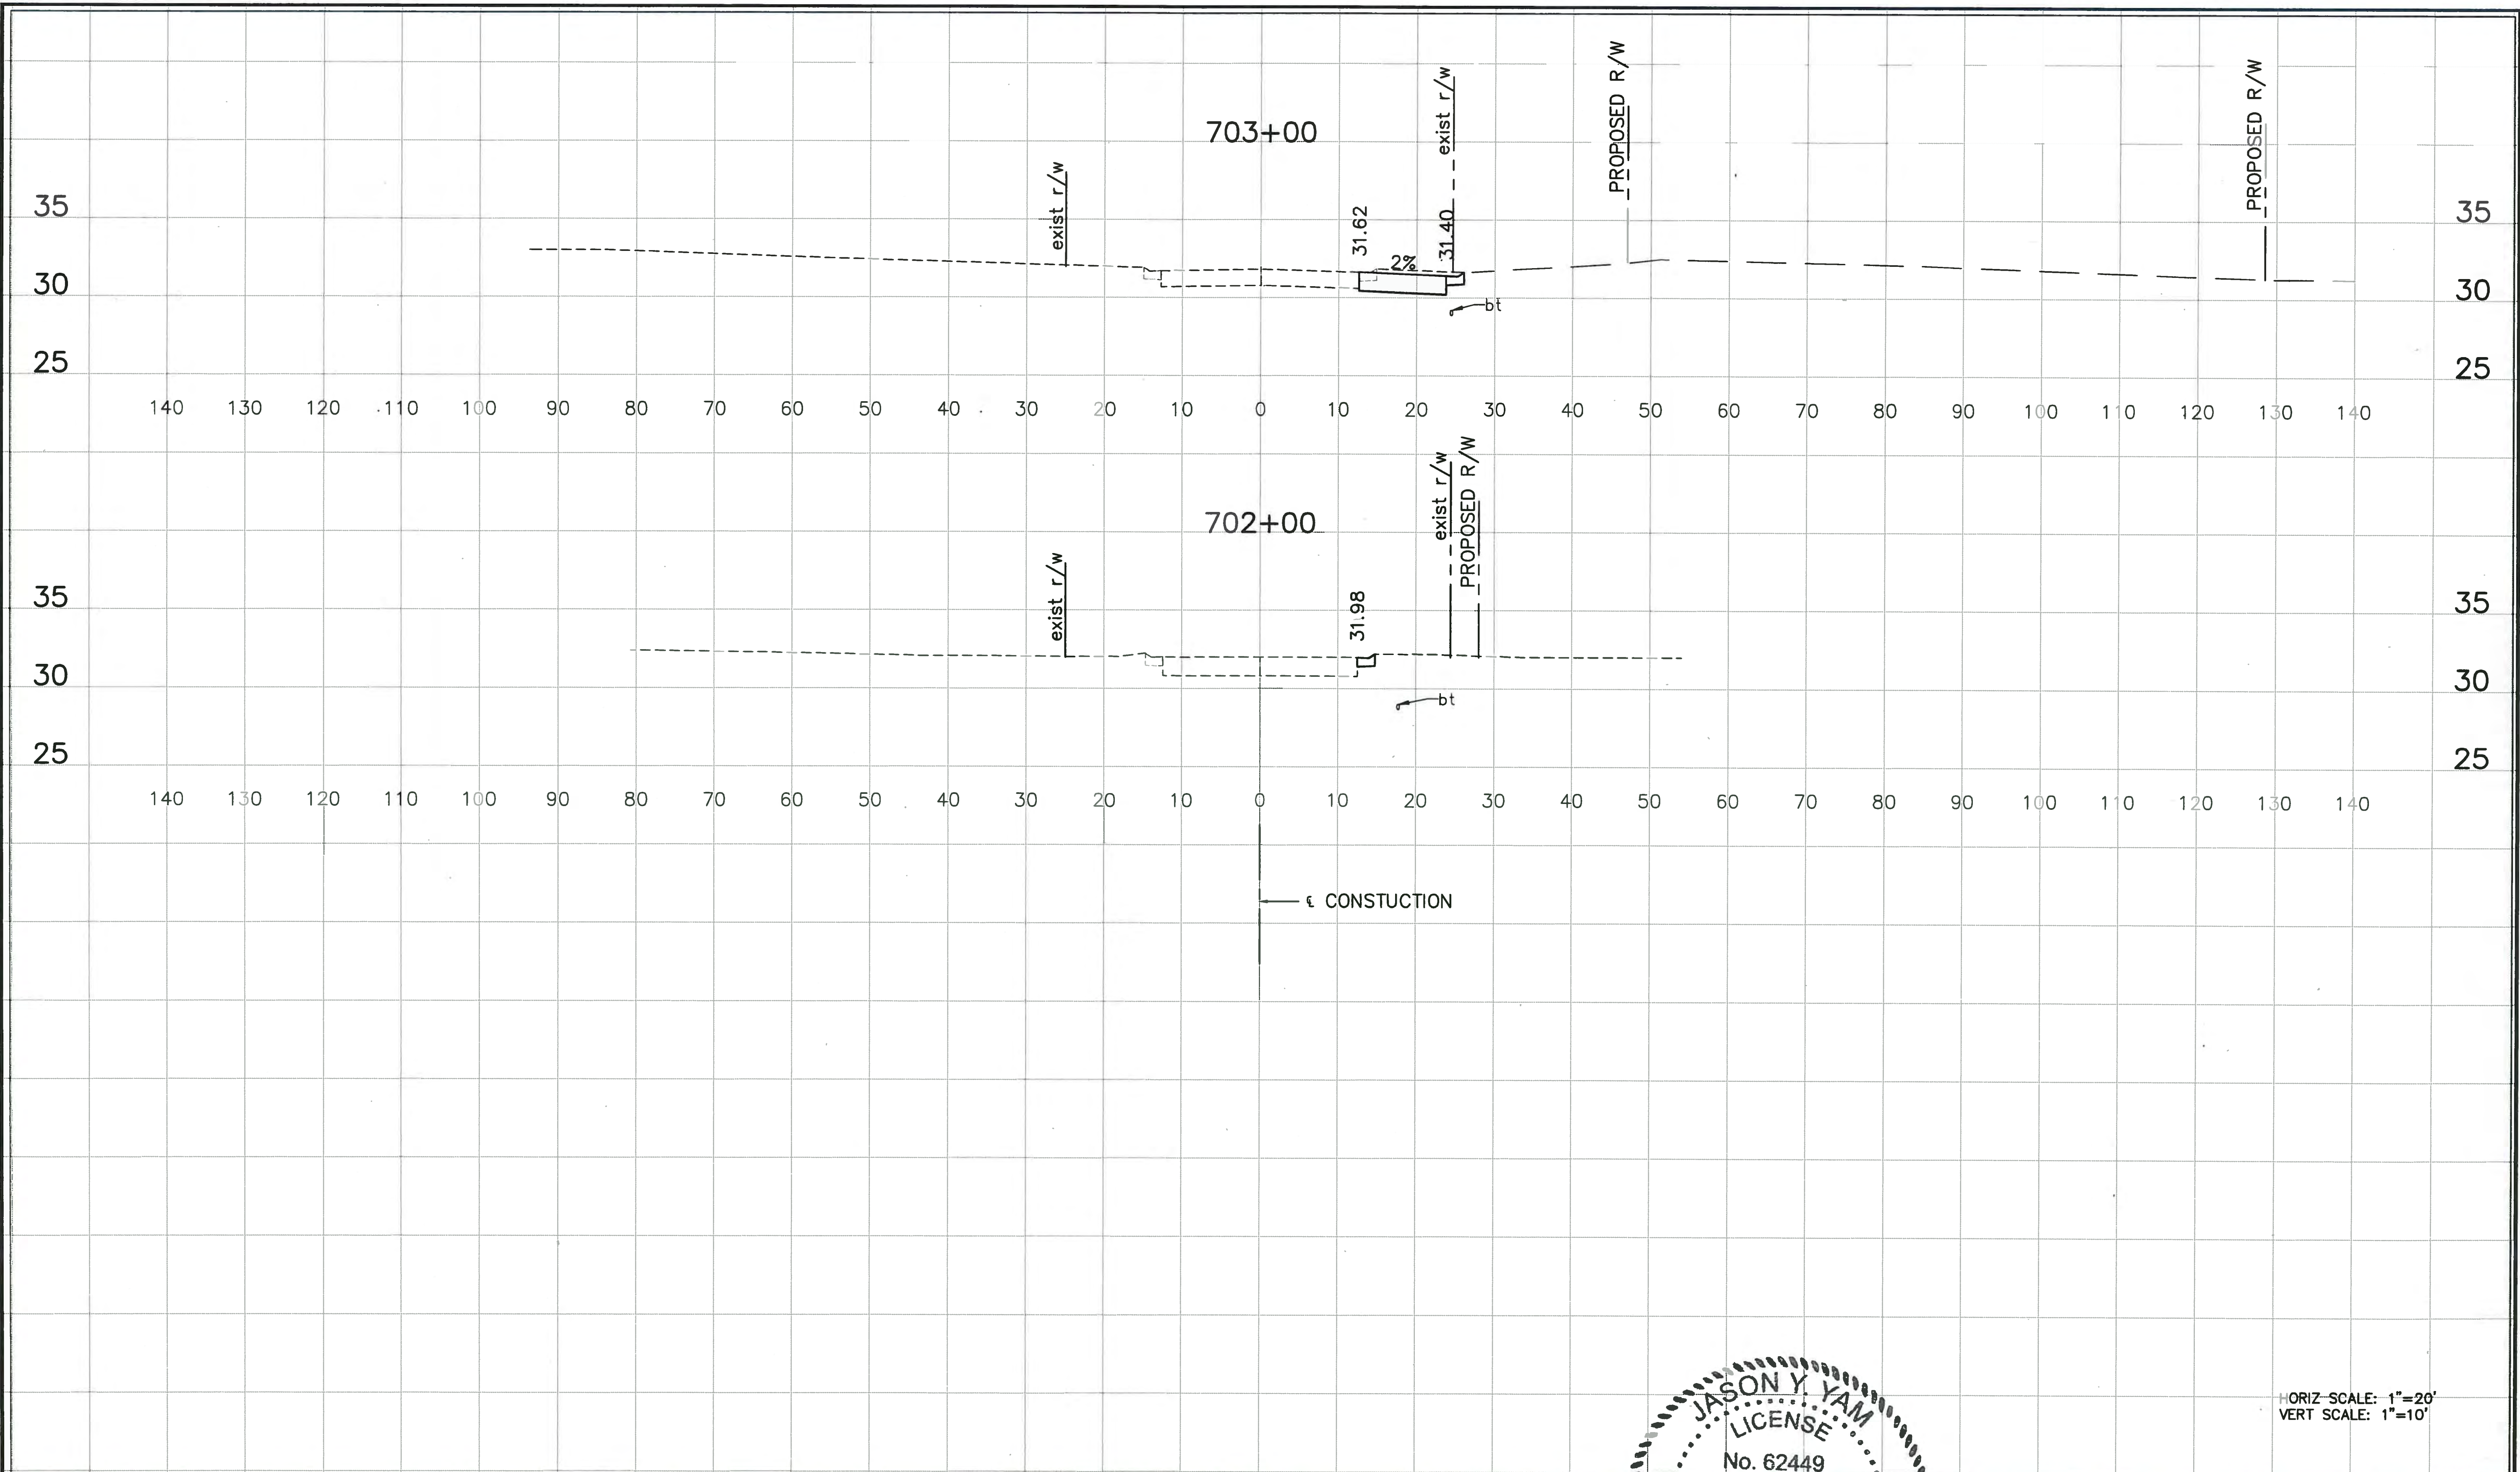 PROPOSED R/W
PROPOSED R/W
exist r/w
703+00
exist r/w
35
31.62
31.40
35
2%
30
30
bt
25
25
140 130 120 110 100 90 80 70 60 50 40 30 20 10 0 10 20 30 40 50 60 70 80 90 100 110 120 130 140
exist r/w
PROPOSED R/W
702+00
exist r/w
35
31.98
35
30
30
bt
25
25
140 130 120 110 100 90 80 70 60 50 40 30 20 10 0 10 20 30 40 50 60 70 80 90 100 110 120 130 140
℄ CONSTUCTION
JASON Y. YAM
LICENSE
No. 62449
HORIZ SCALE: 1"=20'
VERT SCALE: 1"=10'